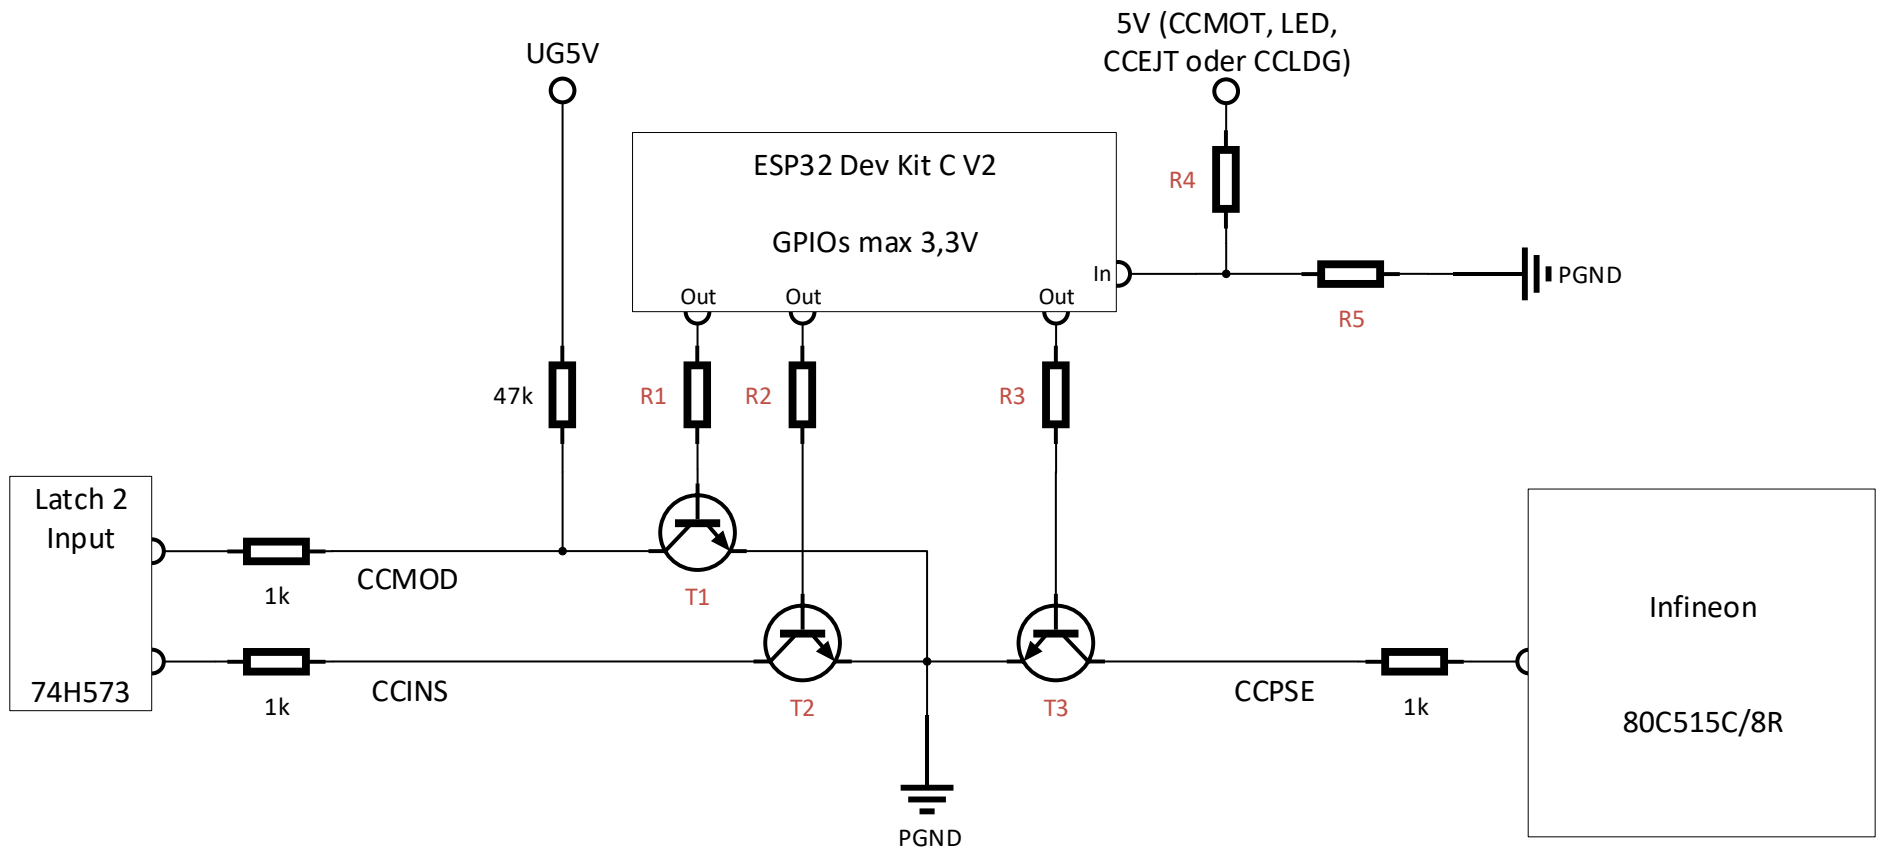 5V (CCMOT, LED,
CCEJT oder CCLDG)
UG5V
ESP32 Dev Kit C V2
R4
GPIOs max 3,3V
In
PGND
Out
Out
Out
R5
47k
R1
R2
R3
Latch 2
Input
74H573
1k
CCMOD
T1
1k
CCINS
T2
T3
CCPSE
1k
Infineon
80C515C/8R
PGND